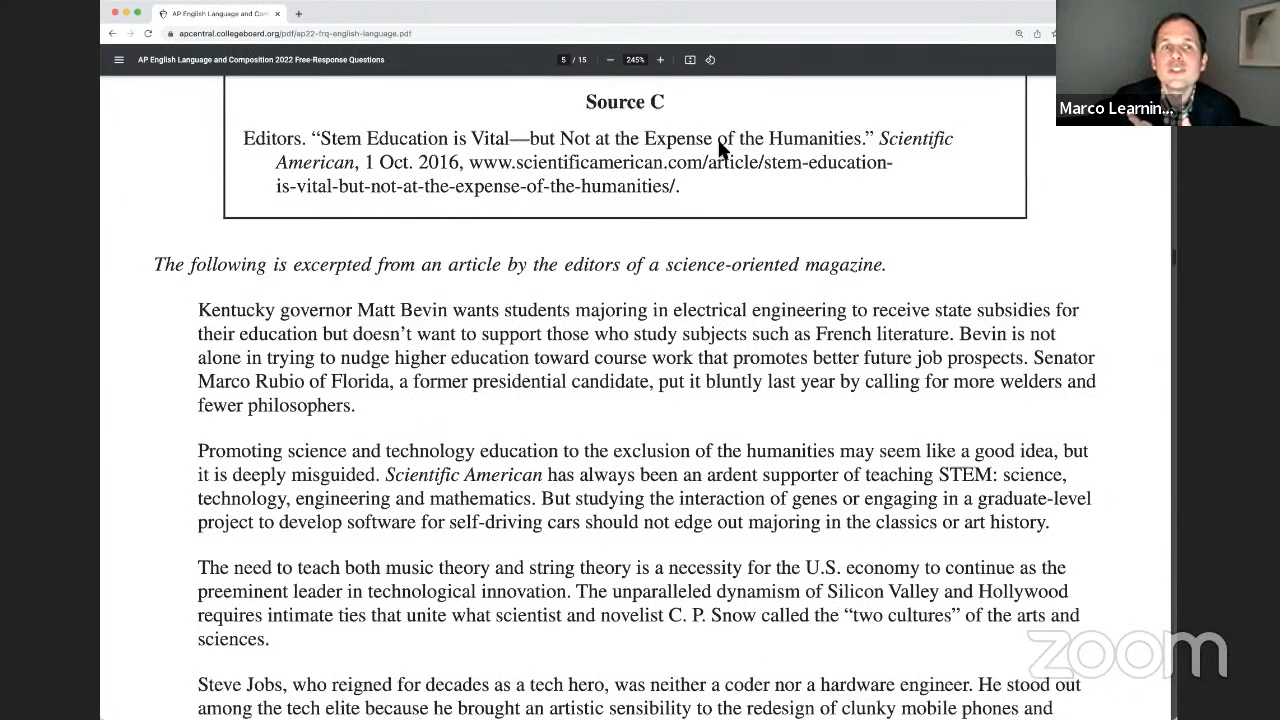 AP English Language and Com
apcentral.collegeboard.org/pdf/ap22-frq-english-language.pdf
AP English Language and Composition 2022 Free-Response Questions
5 / 15
245%
Marco Learnin...
Source C
Editors. “Stem Education is Vital—but Not at the Expense of the Humanities.” Scientific
American, 1 Oct. 2016, www.scientificamerican.com/article/stem-education-
is-vital-but-not-at-the-expense-of-the-humanities/.
The following is excerpted from an article by the editors of a science-oriented magazine.
Kentucky governor Matt Bevin wants students majoring in electrical engineering to receive state subsidies for
their education but doesn’t want to support those who study subjects such as French literature. Bevin is not
alone in trying to nudge higher education toward course work that promotes better future job prospects. Senator
Marco Rubio of Florida, a former presidential candidate, put it bluntly last year by calling for more welders and
fewer philosophers.
Promoting science and technology education to the exclusion of the humanities may seem like a good idea, but
it is deeply misguided. Scientific American has always been an ardent supporter of teaching STEM: science,
technology, engineering and mathematics. But studying the interaction of genes or engaging in a graduate-level
project to develop software for self-driving cars should not edge out majoring in the classics or art history.
The need to teach both music theory and string theory is a necessity for the U.S. economy to continue as the
preeminent leader in technological innovation. The unparalleled dynamism of Silicon Valley and Hollywood
requires intimate ties that unite what scientist and novelist C. P. Snow called the “two cultures” of the arts and
sciences.
zoom
Steve Jobs, who reigned for decades as a tech hero, was neither a coder nor a hardware engineer. He stood out
among the tech elite because he brought an artistic sensibility to the redesign of clunky mobile phones and